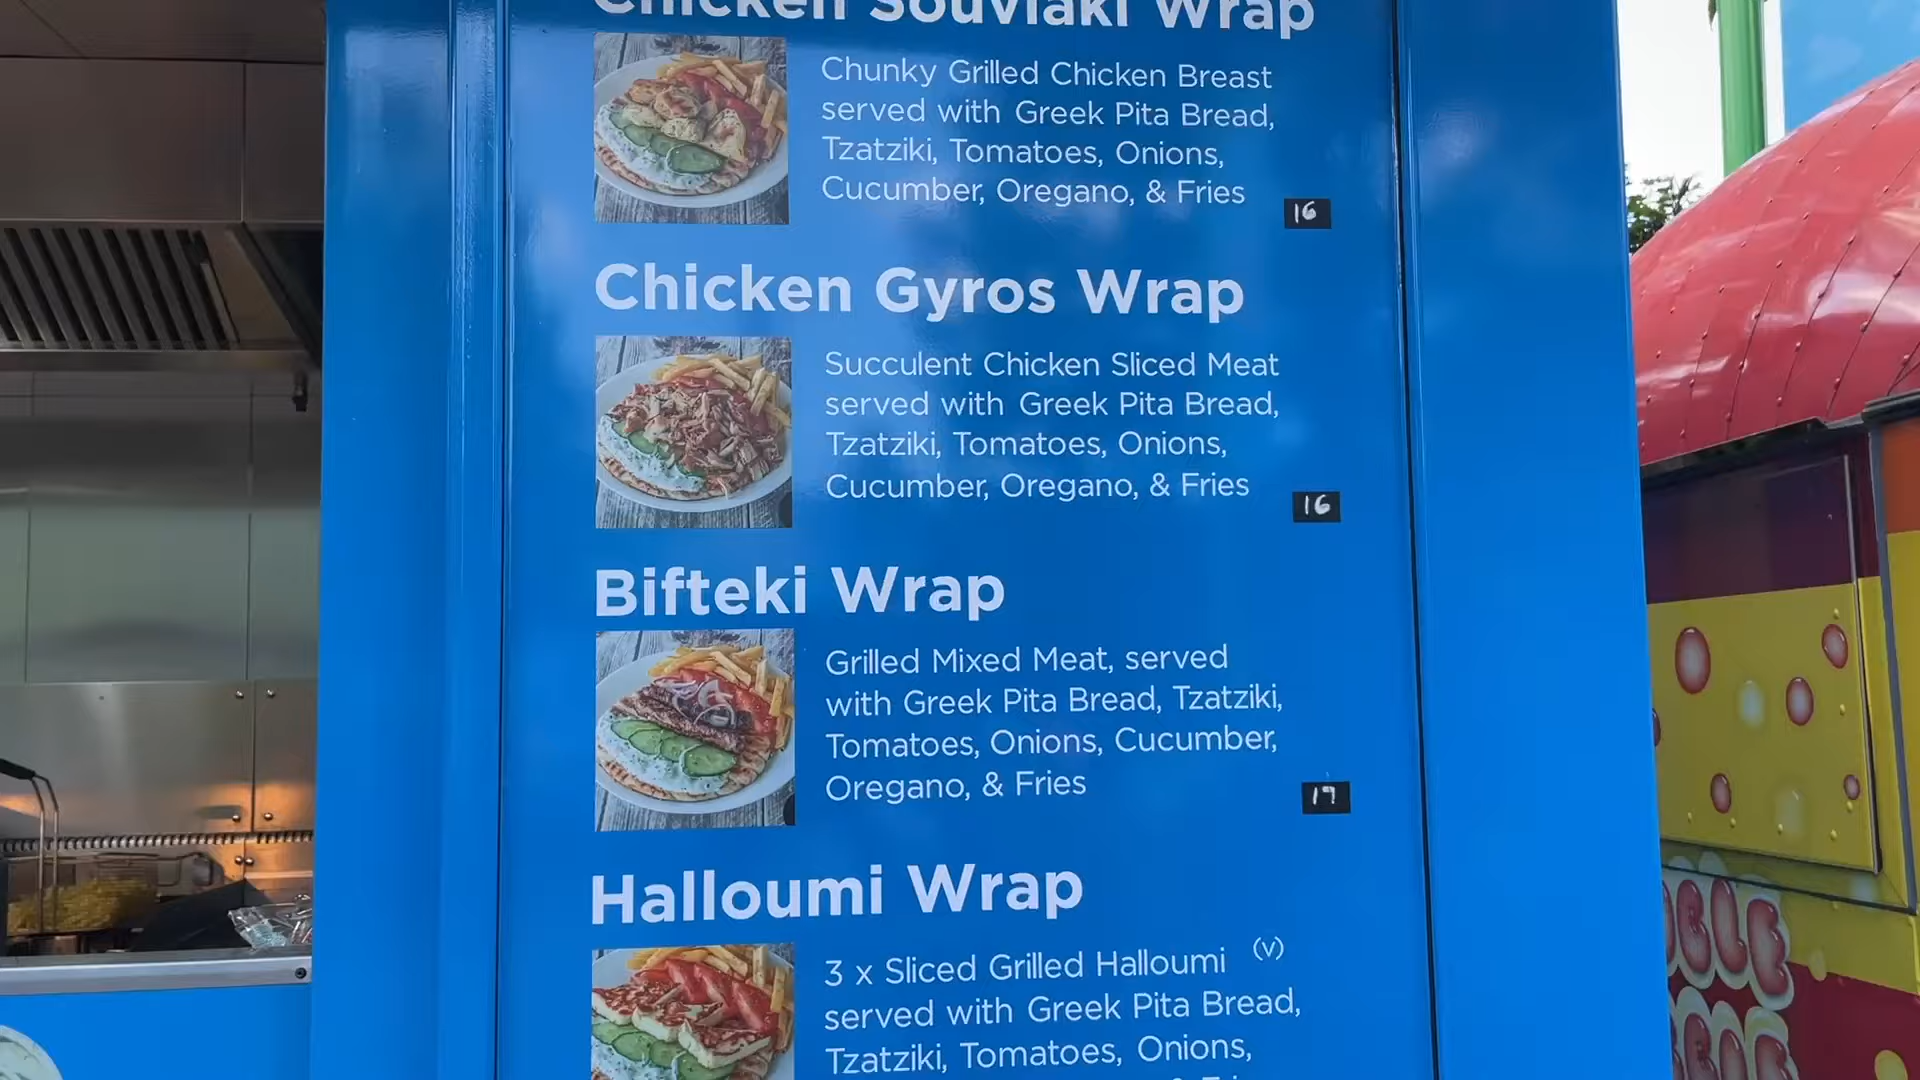 Chicken Souvlaki Wrap
Chunky Grilled Chicken Breast
served with Greek Pita Bread,
Tzatziki, Tomatoes, Onions,
Cucumber, Oregano, & Fries
16
Chicken Gyros Wrap
Succulent Chicken Sliced Meat
served with Greek Pita Bread,
Tzatziki, Tomatoes, Onions,
Cucumber, Oregano, & Fries
16
Bifteki Wrap
Grilled Mixed Meat, served
with Greek Pita Bread, Tzatziki,
Tomatoes, Onions, Cucumber,
Oregano, & Fries
17
Halloumi Wrap
3 x Sliced Grilled Halloumi (v)
served with Greek Pita Bread,
Tzatziki, Tomatoes, Onions,